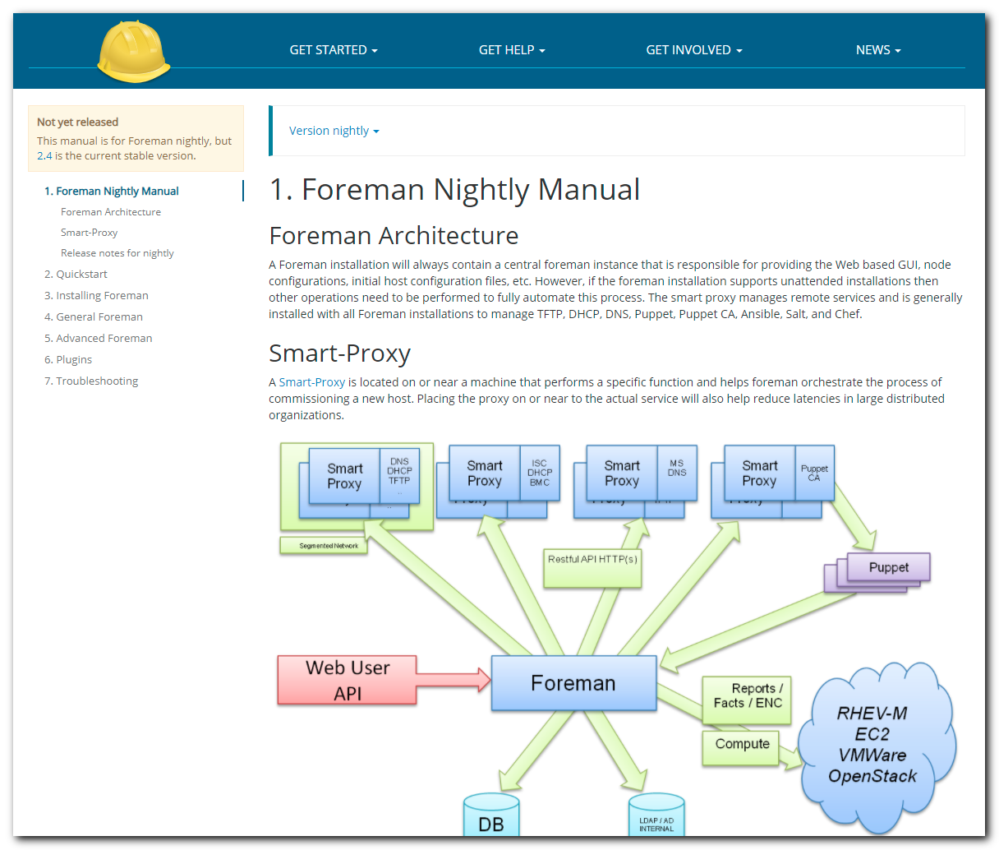 GET STARTED
GET HELP
GET INVOLVED
NEWS
Not yet released
This manual is for Foreman nightly, but
2.4 is the current stable version.
1. Foreman Nightly Manual
Foreman Architecture
Smart-Proxy
Release notes for nightly
2. Quickstart
3. Installing Foreman
4. General Foreman
5. Advanced Foreman
6. Plugins
7. Troubleshooting
Version nightly
1. Foreman Nightly Manual
Foreman Architecture
A Foreman installation will always contain a central foreman instance that is responsible for providing the Web based GUI, node
configurations, initial host configuration files, etc. However, if the foreman installation supports unattended installations then
other operations need to be performed to fully automate this process. The smart proxy manages remote services and is generally
installed with all Foreman installations to manage TFTP, DHCP, DNS, Puppet, Puppet CA, Ansible, Salt, and Chef.
Smart-Proxy
A Smart-Proxy is located on or near a machine that performs a specific function and helps foreman orchestrate the process of
commissioning a new host. Placing the proxy on or near to the actual service will also help reduce latencies in large distributed
organizations.
Smart
Proxy
DNS
DHCP
TFTP
..
Smart
Proxy
ISC
DHCP
BMC
Smart
Proxy
MS
DNS
Smart
Proxy
Puppet
CA
Segmented Network
Restful API HTTP(s)
Puppet
Web User
API
Foreman
Reports /
Facts / ENC
Compute
RHEV-M
EC2
VMWare
OpenStack
DB
LDAP / AD
INTERNAL